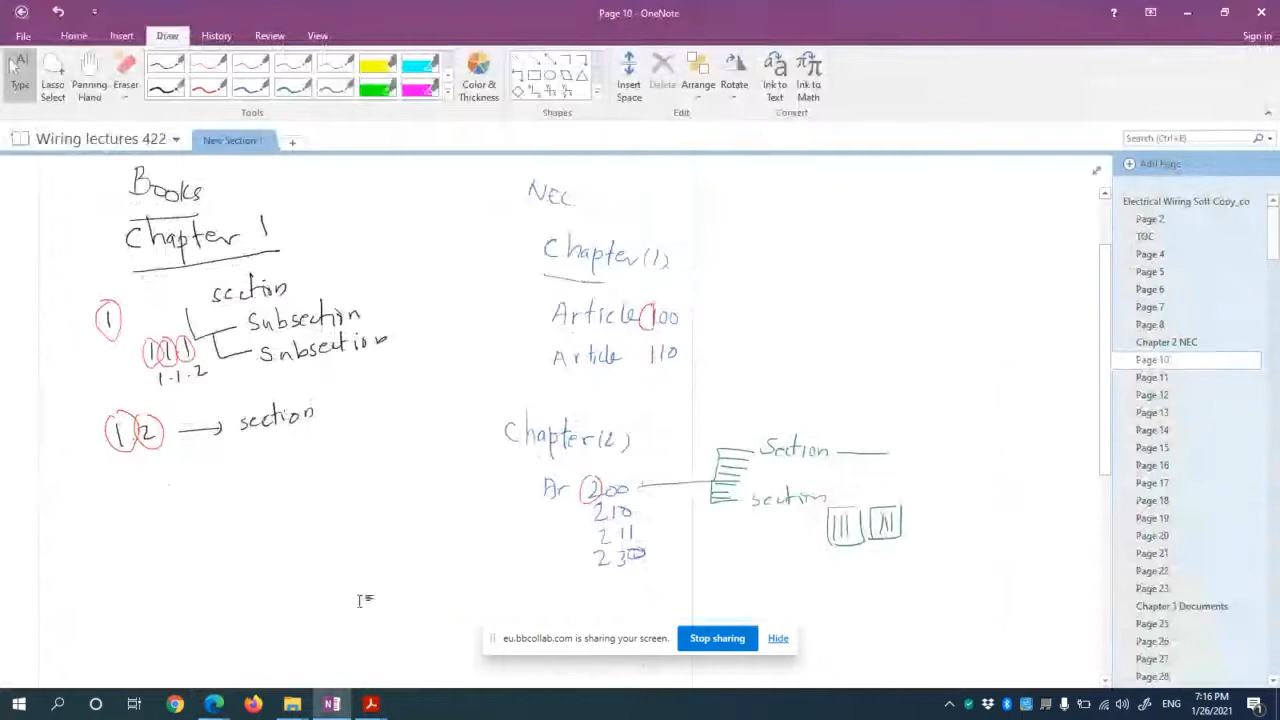 Page 10 - OneNote
Sign in
File Home Insert Draw History Review View
Type
Lasso Select
Panning Hand
Eraser
Color & Thickness
Insert Space
Delete
Arrange
Rotate
Ink to Text
Ink to Math
Tools
Shapes
Edit
Convert
Wiring lectures 422
New Section 1
Search (Ctrl+E)
Books
Chapter 1
1
section
Subsection
Subsection
1 1 1
1.1.2
1.2 → section
NEC
Chapter (1)
Article 100
Article 110
Chapter (2)
Ar 200
210
211
230
Section
section
Add Page
Electrical Wiring Soft Copy_co
Page 2
TOC
Page 4
Page 5
Page 6
Page 7
Page 8
Chapter 2 NEC
Page 10
Page 11
Page 12
Page 13
Page 14
Page 15
Page 16
Page 17
Page 18
Page 19
Page 20
Page 21
Page 22
Page 23
Chapter 3 Documents
Page 25
Page 26
Page 27
Page 28
eu.bbcollab.com is sharing your screen.
Stop sharing
Hide
ENG
7:16 PM
1/26/2021